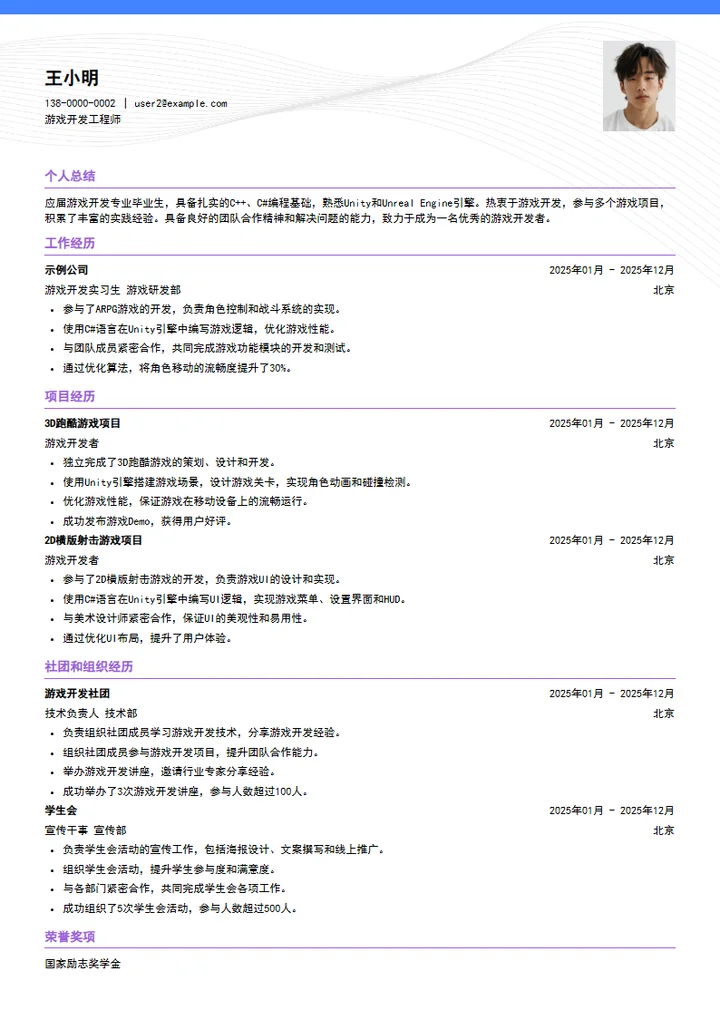 王小明
138-0000-0002 | user2@example.com
游戏开发工程师
个人总结
应届游戏开发专业毕业生，具备扎实的C++、C#编程基础，熟悉Unity和Unreal Engine引擎。热衷于游戏开发，参与多个游戏项目，
积累了丰富的实践经验。具备良好的团队合作精神和解决问题的能力，致力于成为一名优秀的游戏开发者。
工作经历
示例公司 2025年01月 - 2025年12月
游戏开发实习生 游戏研发部 北京
• 参与了ARPG游戏的开发，负责角色控制和战斗系统的实现。
• 使用C#语言在Unity引擎中编写游戏逻辑，优化游戏性能。
• 与团队成员紧密合作，共同完成游戏功能模块的开发和测试。
• 通过优化算法，将角色移动的流畅度提升了30%。
项目经历
3D跑酷游戏项目 2025年01月 - 2025年12月
游戏开发者 北京
• 独立完成了3D跑酷游戏的策划、设计和开发。
• 使用Unity引擎搭建游戏场景，设计游戏关卡，实现角色动画和碰撞检测。
• 优化游戏性能，保证游戏在移动设备上的流畅运行。
• 成功发布游戏Demo，获得用户好评。
2D横版射击游戏项目 2025年01月 - 2025年12月
游戏开发者 北京
• 参与了2D横版射击游戏的开发，负责游戏UI的设计和实现。
• 使用C#语言在Unity引擎中编写UI逻辑，实现游戏菜单、设置界面和HUD。
• 与美术设计师紧密合作，保证UI的美观性和易用性。
• 通过优化UI布局，提升了用户体验。
社团和组织经历
游戏开发社团 2025年01月 - 2025年12月
技术负责人 技术部 北京
• 负责组织社团成员学习游戏开发技术，分享游戏开发经验。
• 组织社团成员参与游戏开发项目，提升团队合作能力。
• 举办游戏开发讲座，邀请行业专家分享经验。
• 成功举办了3次游戏开发讲座，参与人数超过100人。
学生会 2025年01月 - 2025年12月
宣传干事 宣传部 北京
• 负责学生会活动的宣传工作，包括海报设计、文案撰写和线上推广。
• 组织学生会活动，提升学生参与度和满意度。
• 与各部门紧密合作，共同完成学生会各项工作。
• 成功组织了5次学生会活动，参与人数超过500人。
荣誉奖项
国家励志奖学金